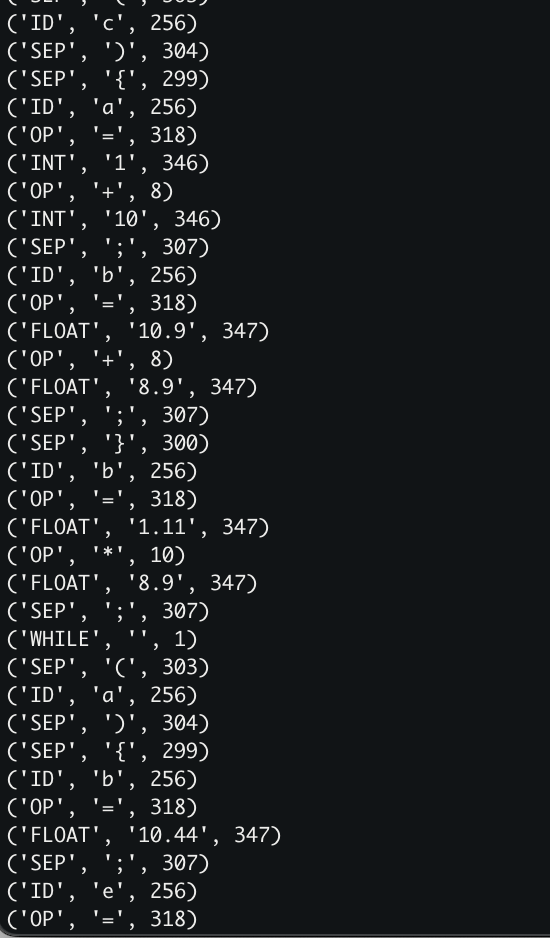 ('SEP', '(', 303)
('ID', 'c', 256)
('SEP', ')', 304)
('SEP', '{', 299)
('ID', 'a', 256)
('OP', '=', 318)
('INT', '1', 346)
('OP', '+', 8)
('INT', '10', 346)
('SEP', ';', 307)
('ID', 'b', 256)
('OP', '=', 318)
('FLOAT', '10.9', 347)
('OP', '+', 8)
('FLOAT', '8.9', 347)
('SEP', ';', 307)
('SEP', '}', 300)
('ID', 'b', 256)
('OP', '=', 318)
('FLOAT', '1.11', 347)
('OP', '*', 10)
('FLOAT', '8.9', 347)
('SEP', ';', 307)
('WHILE', '', 1)
('SEP', '(', 303)
('ID', 'a', 256)
('SEP', ')', 304)
('SEP', '{', 299)
('ID', 'b', 256)
('OP', '=', 318)
('FLOAT', '10.44', 347)
('SEP', ';', 307)
('ID', 'e', 256)
('OP', '=', 318)